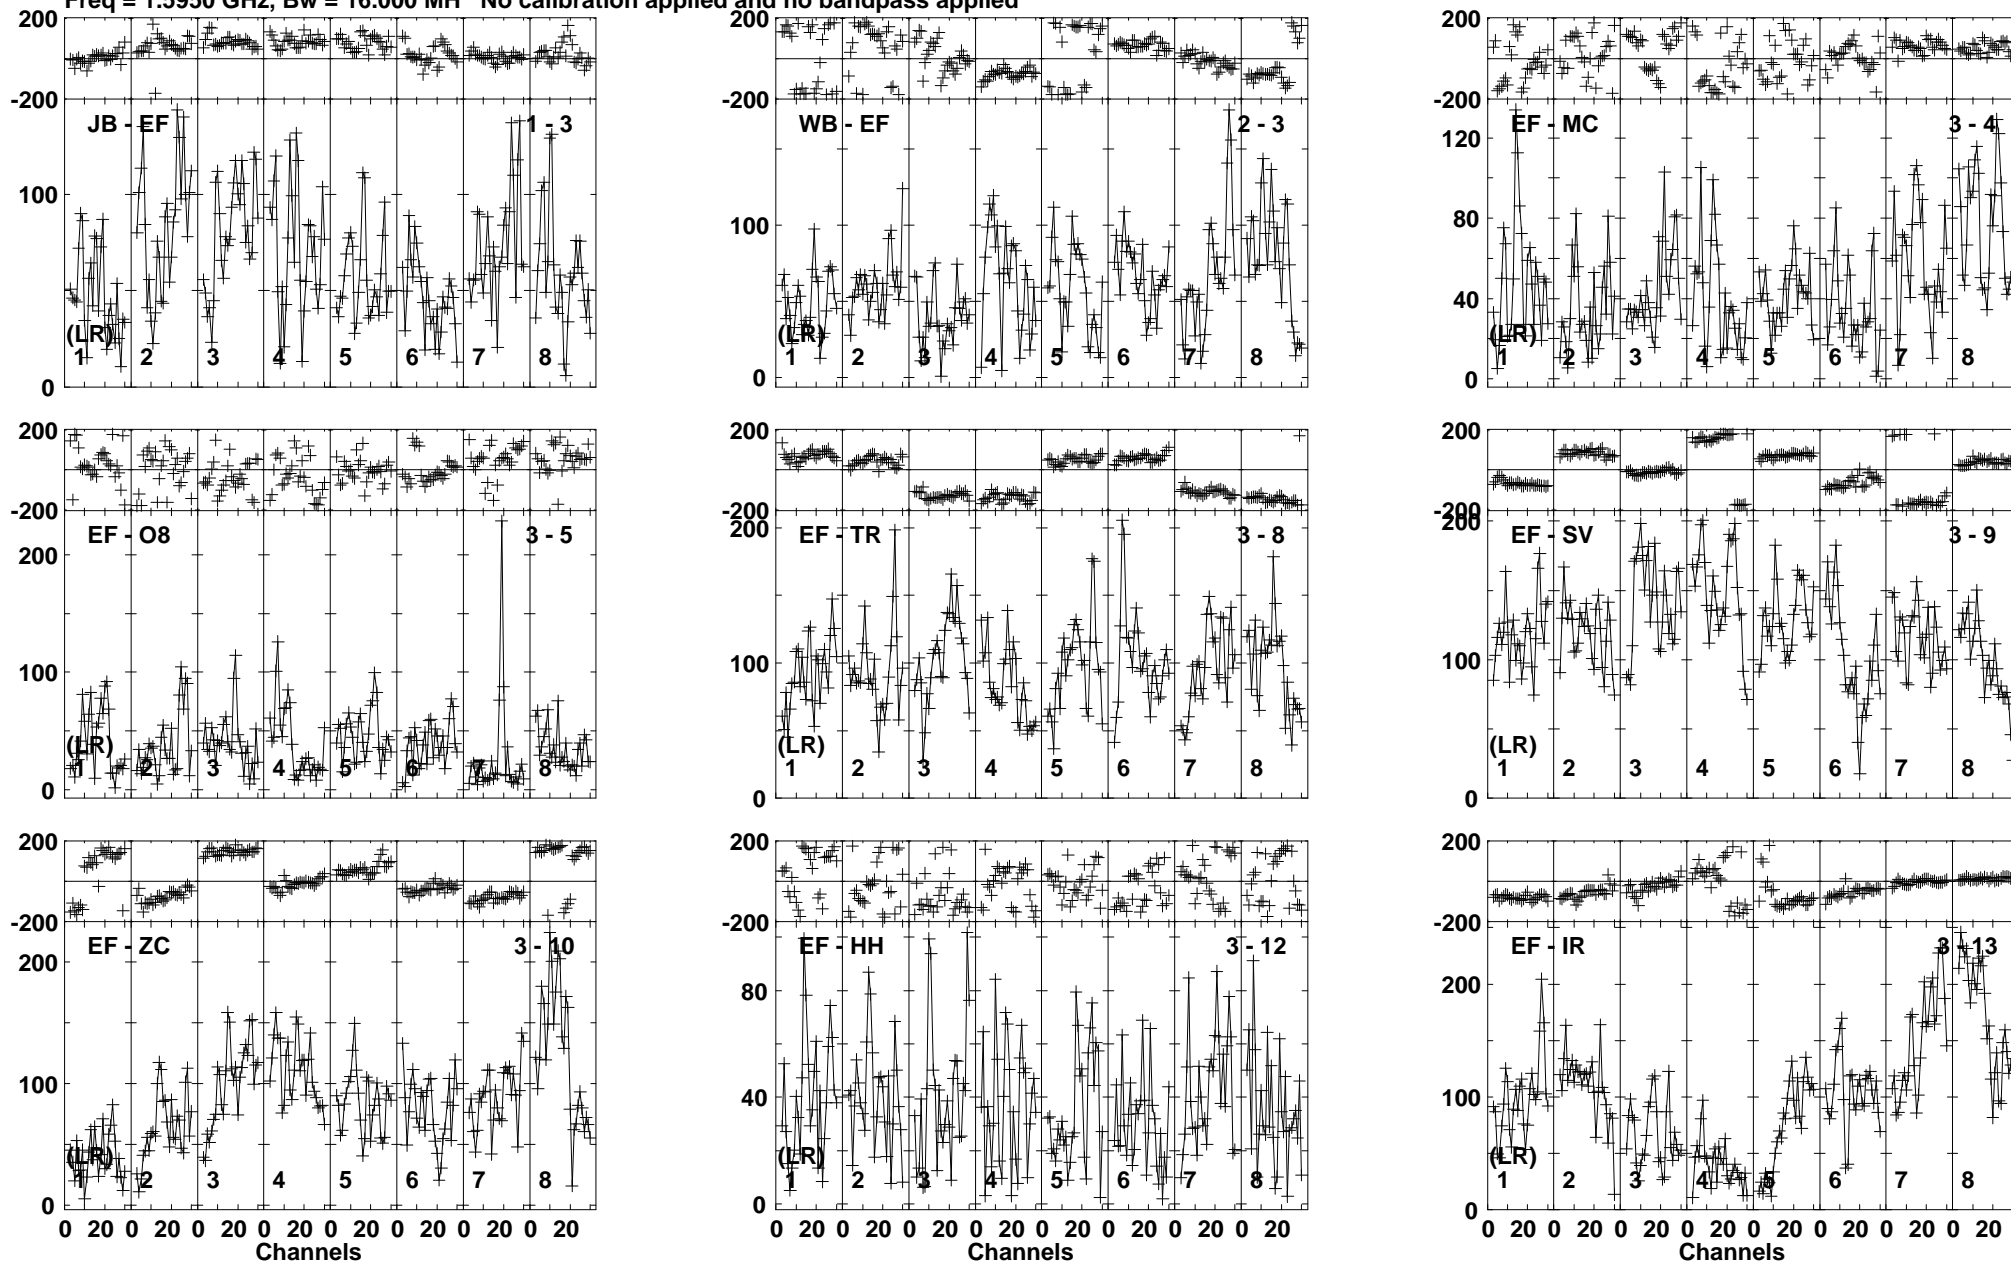 Freq = 1.5950 GHz, Bw = 16.000 MH No calibration applied and no bandpass applied
200
-200
JB - EF 1 - 3
100
(LR)
1 2 3 4 5 6 7 8
0
200
-200
WB - EF 2 - 3
100
(LR)
1 2 3 4 5 6 7 8
0
200
-200
EF - MC 3 - 4
120
80
40
(LR)
1 2 3 4 5 6 7 8
0
200
-200
EF - O8 3 - 5
200
100
(LR)
1 2 3 4 5 6 7 8
0
200
-200
200
EF - TR 3 - 8
100
(LR)
1 2 3 4 5 6 7 8
0
200
-200
200
EF - SV 3 - 9
100
(LR)
1 2 3 4 5 6 7 8
0
200
-200
EF - ZC 3 - 10
200
100
(LR)
1 2 3 4 5 6 7 8
0
0 20 0 20 0 20 0 20 0 20 0 20 0 20 0 20
Channels
200
-200
EF - HH 3 - 12
80
40
(LR)
1 2 3 4 5 6 7 8
0
0 20 0 20 0 20 0 20 0 20 0 20 0 20 0 20
Channels
200
-200
EF - IR 3 - 13
200
100
(LR)
1 2 3 4 5 6 7 8
0
0 20 0 20 0 20 0 20 0 20 0 20 0 20 0 20
Channels